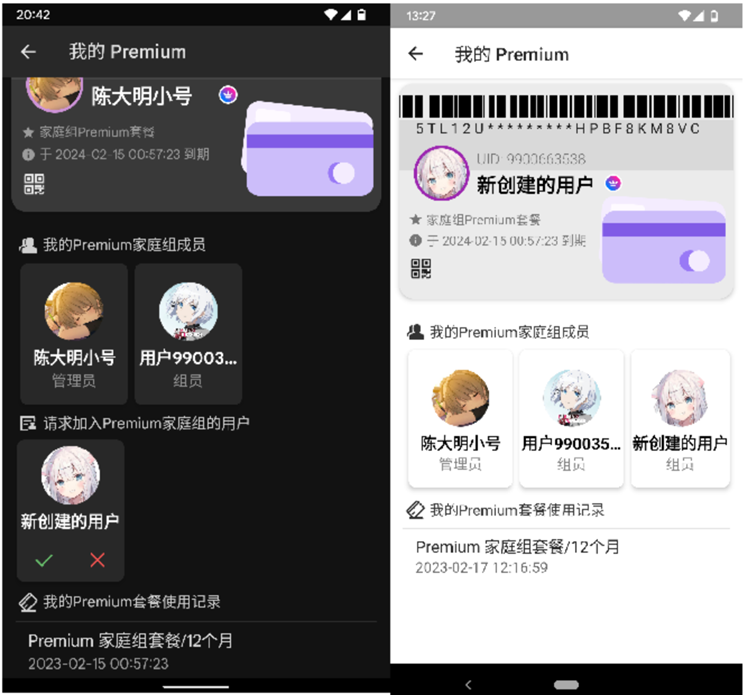 20:42
我的 Premium
陈大明小号
家庭组Premium套餐
于 2024-02-15 00:57:23 到期
我的Premium家庭组成员
陈大明小号
管理员
用户99003...
组员
请求加入Premium家庭组的用户
新创建的用户
我的Premium套餐使用记录
Premium 家庭组套餐/12个月
2023-02-15 00:57:23
13:27
我的 Premium
5TL12U*********HPBF8KM8VC
UID: 9900663538
新创建的用户
家庭组Premium套餐
于 2024-02-15 00:57:23 到期
我的Premium家庭组成员
陈大明小号
管理员
用户990035...
组员
新创建的用户
组员
我的Premium套餐使用记录
Premium 家庭组套餐/12个月
2023-02-17 12:16:59